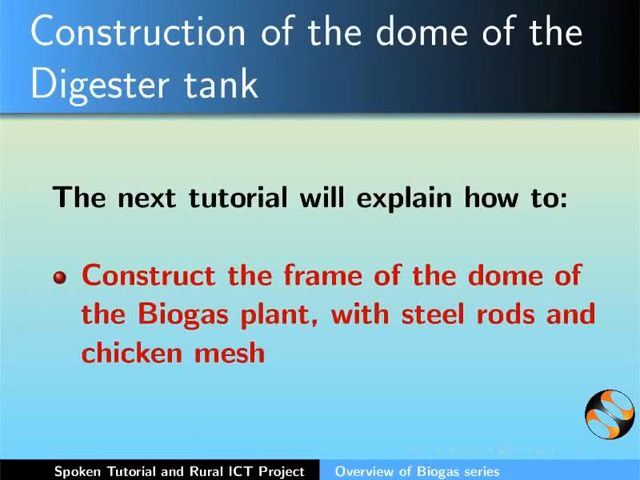 Construction of the dome of the
Digester tank
The next tutorial will explain how to:
Construct the frame of the dome of
the Biogas plant, with steel rods and
chicken mesh
Spoken Tutorial and Rural ICT Project Overview of Biogas series